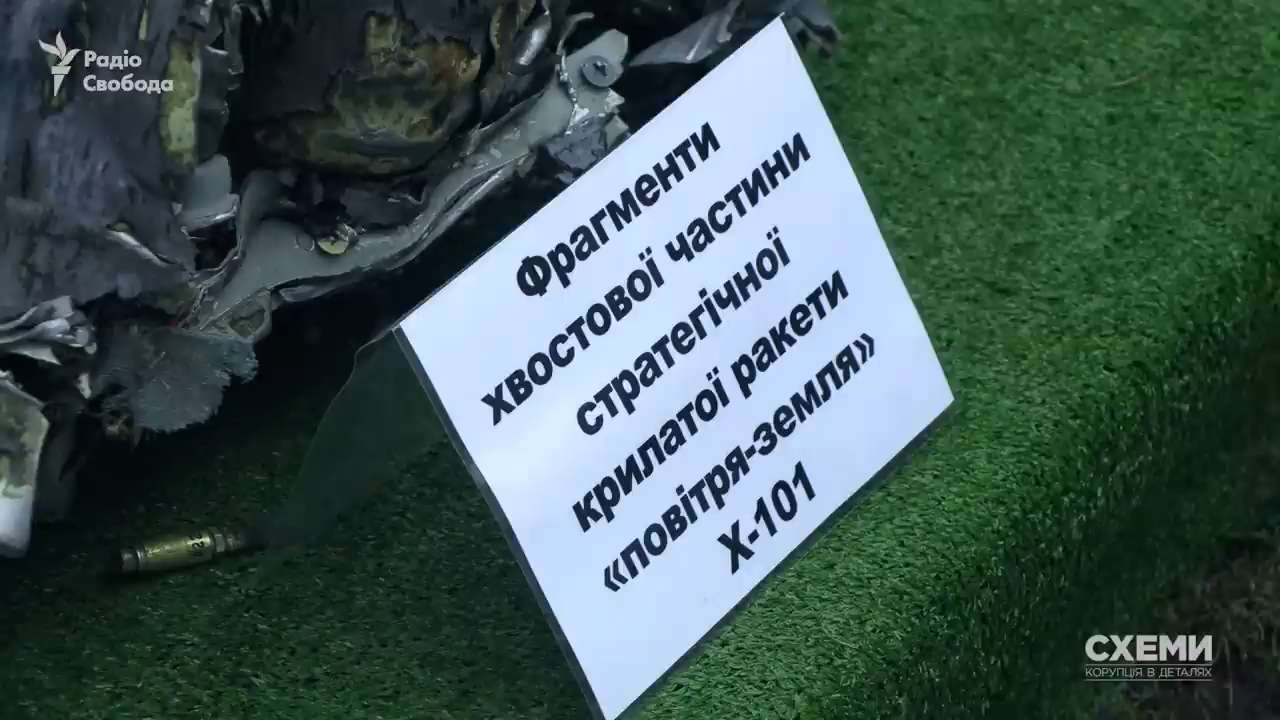 Радіо
Свобода
Фрагменти
хвостової частини
стратегічної
крилатої ракети
«повітря-земля»
Х-101
СХЕМИ
КОРУПЦІЯ В ДЕТАЛЯХ